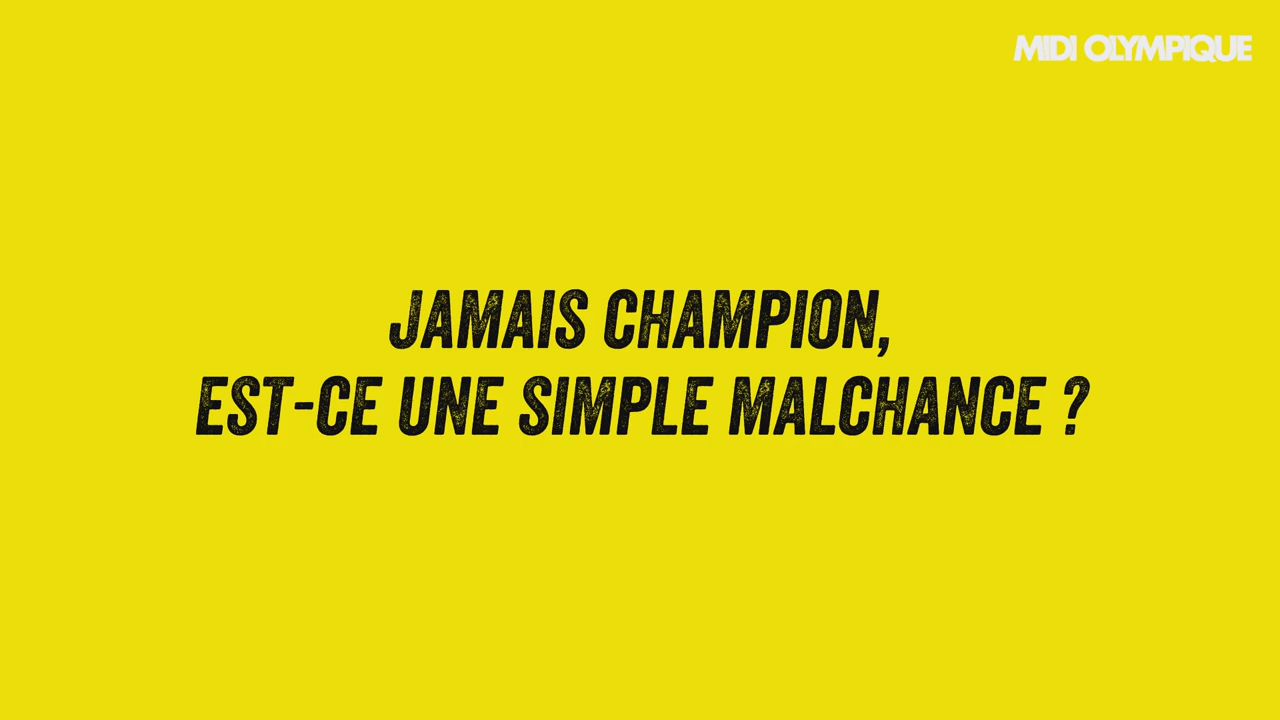 MIDI OLYMPIQUE
JAMAIS CHAMPION,
EST-CE UNE SIMPLE MALCHANCE ?